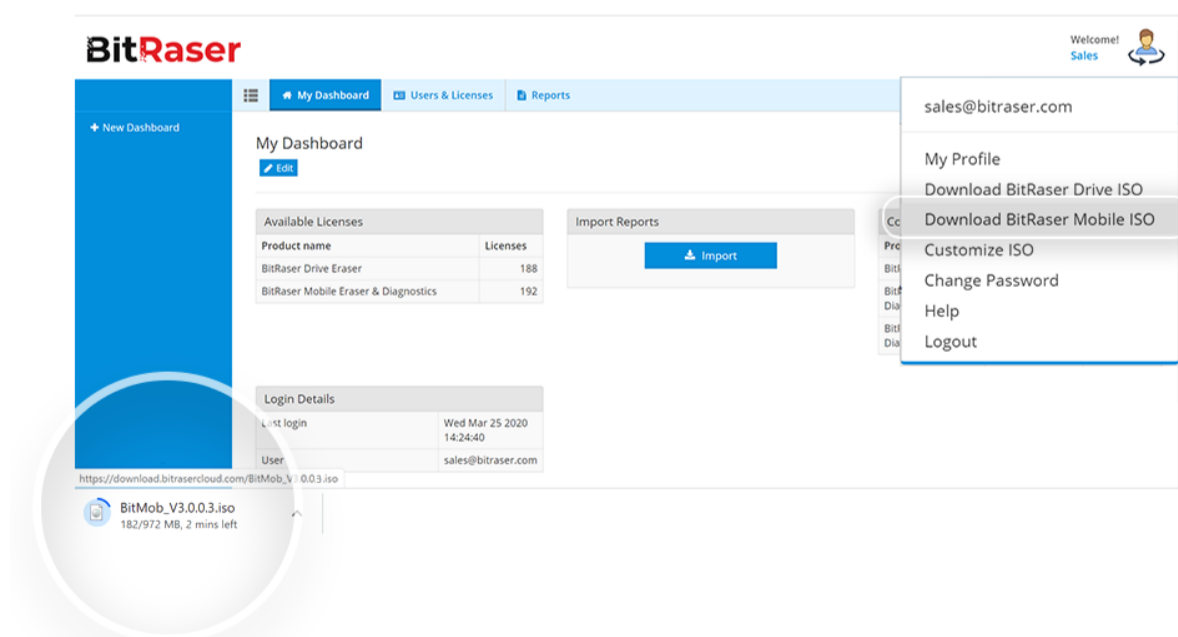 BitRaser
Welcome!
Sales
My Dashboard
Users & Licenses
Reports
New Dashboard
My Dashboard
Edit
sales@bitraser.com
My Profile
Download BitRaser Drive ISO
Download BitRaser Mobile ISO
Customize ISO
Change Password
Help
Logout
Available Licenses
Product name Licenses
BitRaser Drive Eraser 188
BitRaser Mobile Eraser & Diagnostics 192
Import Reports
Import
Co
Pro
Dia
Dia
Login Details
Last login Wed Mar 25 2020
14:24:40
User sales@bitraser.com
https://download.bitrasercloud.com/BitMob_V3.0.0.3.iso
BitMob_V3.0.0.3.iso
182/972 MB, 2 mins left